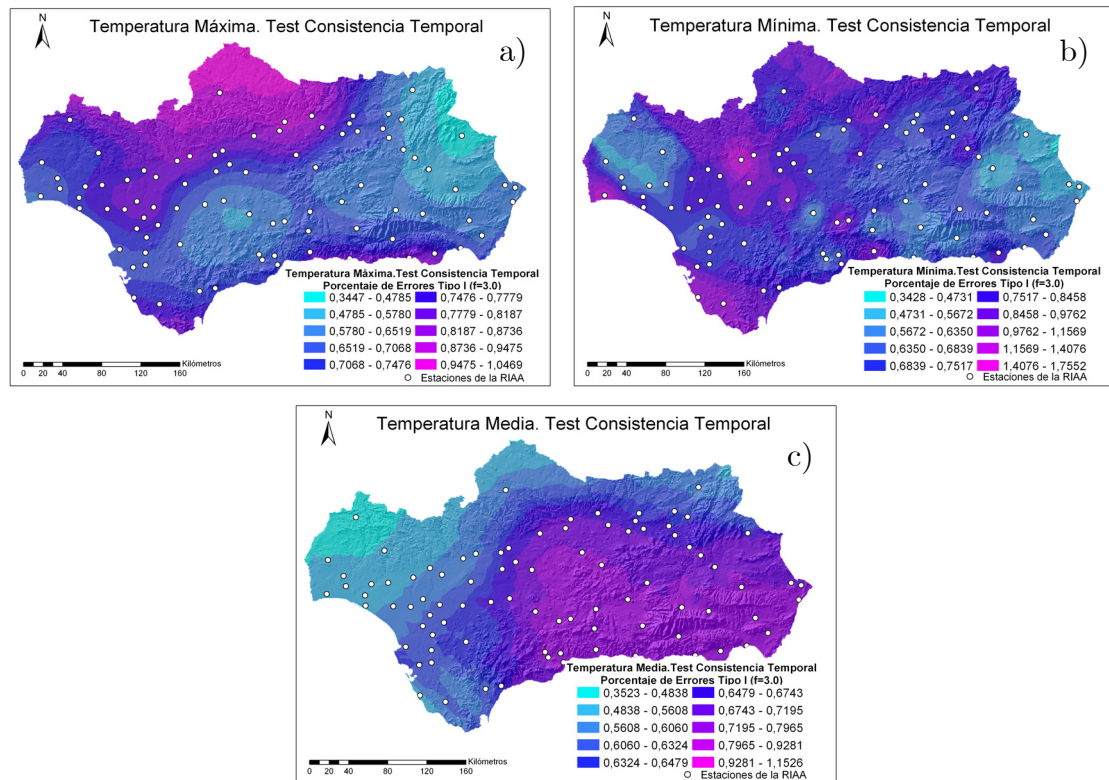 Temperatura Máxima. Test Consistencia Temporal
N
a)
Temperatura Máxima.Test Consistencia Temporal
Porcentaje de Errores Tipo I (f=3.0)
0,3447 - 0,4785 0,7476 - 0,7779
0,4785 - 0,5780 0,7779 - 0,8187
0,5780 - 0,6519 0,8187 - 0,8736
0,6519 - 0,7068 0,8736 - 0,9475
0,7068 - 0,7476 0,9475 - 1,0469
Kilómetros
0 10 20 40 60 80 120 160
Estaciones de la RIAA
Temperatura Mínima. Test Consistencia Temporal
N
b)
Temperatura Mínima.Test Consistencia Temporal
Porcentaje de Errores Tipo I (f=3.0)
0,3428 - 0,4731 0,7517 - 0,8458
0,4731 - 0,5672 0,8458 - 0,9762
0,5672 - 0,6350 0,9762 - 1,1569
0,6350 - 0,6839 1,1569 - 1,4076
0,6839 - 0,7517 1,4076 - 1,7552
Kilómetros
0 10 20 40 60 80 120 160
Estaciones de la RIAA
Temperatura Media. Test Consistencia Temporal
N
c)
Temperatura Media.Test Consistencia Temporal
Porcentaje de Errores Tipo I (f=3.0)
0,3523 - 0,4838 0,6479 - 0,6743
0,4838 - 0,5608 0,6743 - 0,7195
0,5608 - 0,6060 0,7195 - 0,7965
0,6060 - 0,6324 0,7965 - 0,9281
0,6324 - 0,6479 0,9281 - 1,1526
Kilómetros
0 10 20 40 60 80 120 160
Estaciones de la RIAA